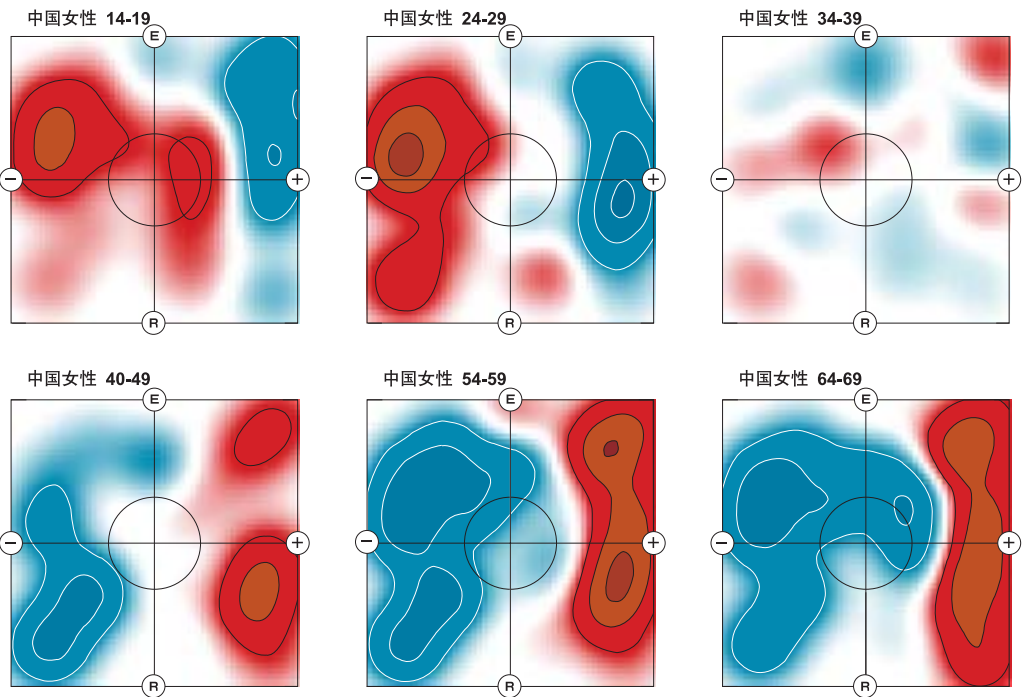 中国女性 14-19
E
−
+
R
中国女性 24-29
E
−
+
R
中国女性 34-39
E
−
+
R
中国女性 40-49
E
−
+
R
中国女性 54-59
E
−
+
R
中国女性 64-69
E
−
+
R